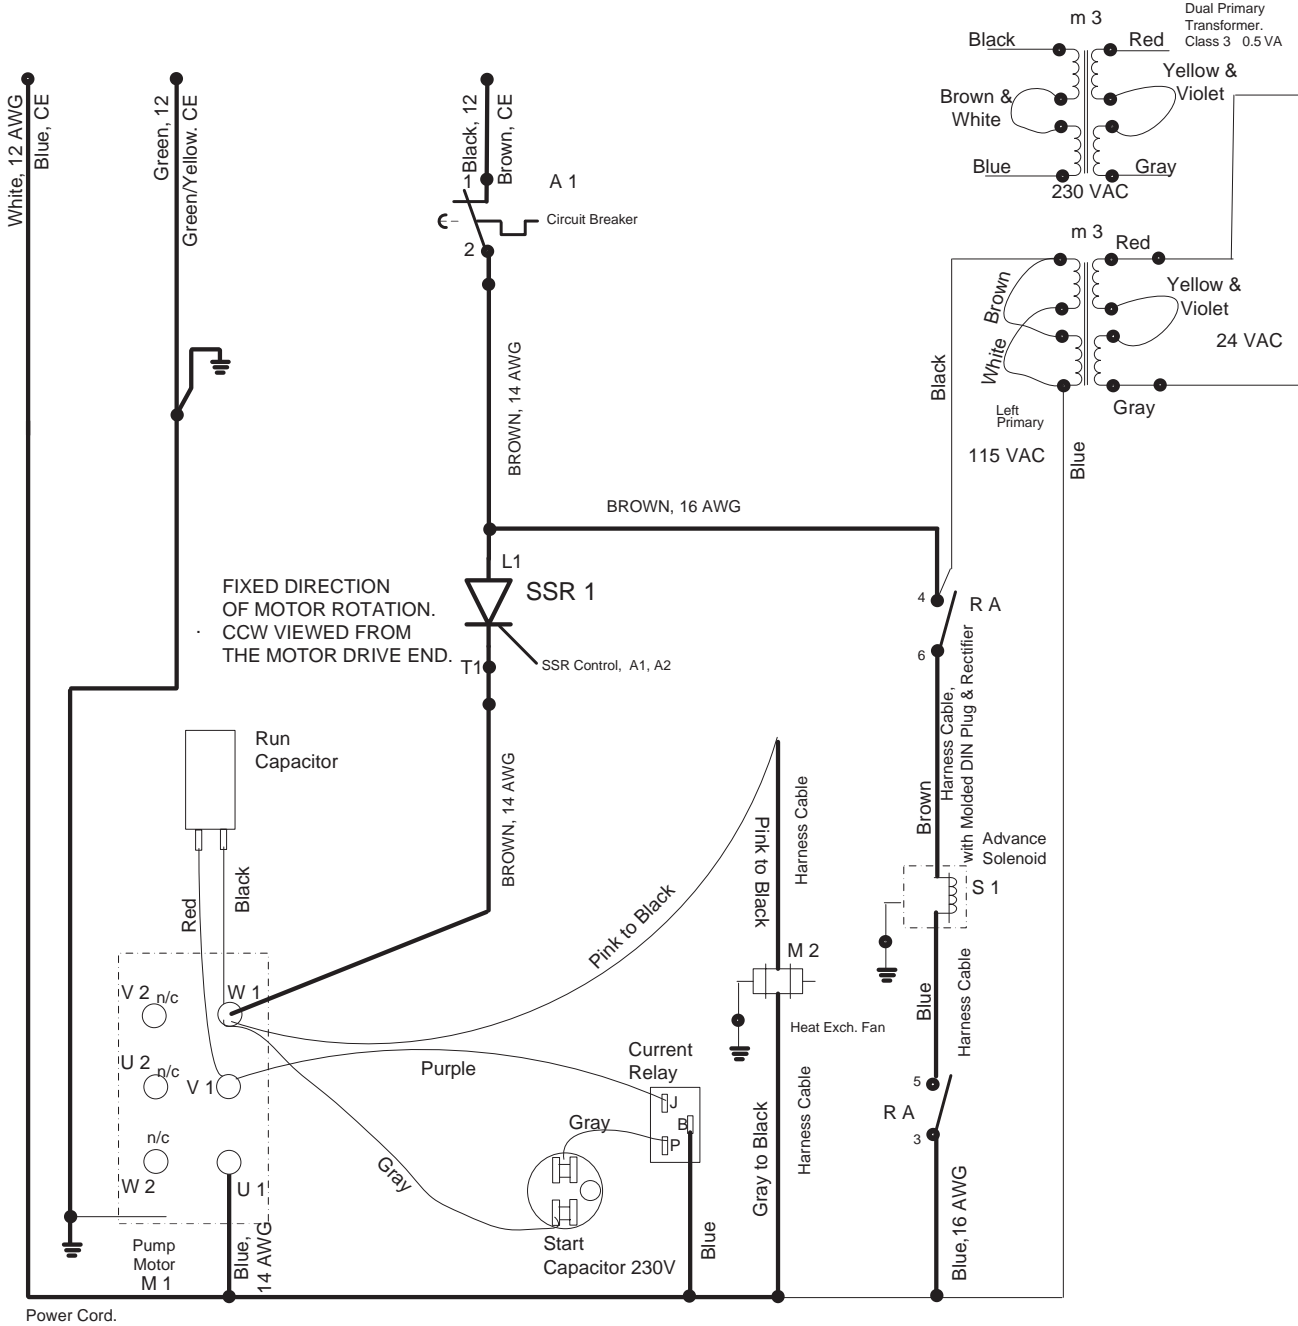 Dual Primary
Transformer.
Class 3 0.5 VA
m 3
Black
Red
Yellow &
Violet
Brown &
White
Blue
Gray
230 VAC
White, 12 AWG
Blue, CE
Green, 12
Green/Yellow. CE
Black, 12
Brown, CE
1
A 1
Circuit Breaker
2
m 3
Red
Yellow &
Violet
24 VAC
Brown
White
Black
Gray
Left
Primary
115 VAC
Blue
BROWN, 14 AWG
BROWN, 16 AWG
L1
SSR 1
FIXED DIRECTION
OF MOTOR ROTATION.
CCW VIEWED FROM
THE MOTOR DRIVE END.
T1
SSR Control, A1, A2
4
R A
6
Harness Cable,
with Molded DIN Plug & Rectifier
Brown
Run
Capacitor
BROWN, 14 AWG
Red
Black
Pink to Black
Pink to Black
Harness Cable
Advance
Solenoid
S 1
M 2
Heat Exch. Fan
Blue
Harness Cable
V 2 n/c
W 1
U 2 n/c
V 1
n/c
W 2
U 1
Purple
Current
Relay
J
B
P
Gray
Gray
Gray to Black
Harness Cable
5
R A
3
Pump
Motor
M 1
Blue,
14 AWG
Start
Capacitor 230V
Blue
Blue,16 AWG
Power Cord.